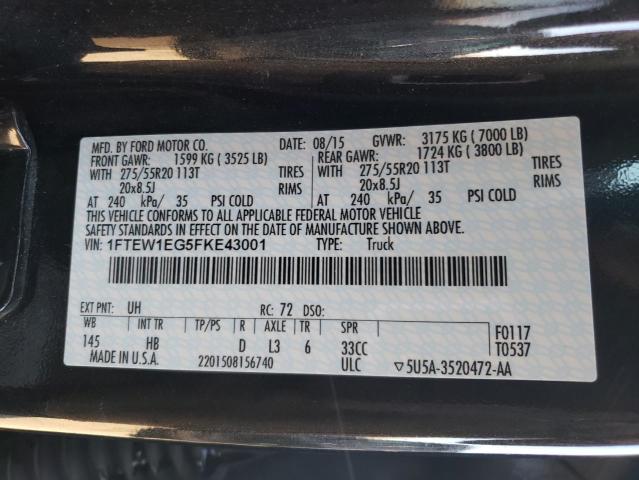 MFD. BY FORD MOTOR CO. DATE: 08/15 GVWR: 3175 KG ( 7000 LB)
FRONT GAWR: 1599 KG ( 3525 LB) REAR GAWR: 1724 KG ( 3800 LB)
WITH 275/55R20 113T TIRES WITH 275/55R20 113T TIRES
20x8.5J RIMS 20x8.5J RIMS
AT 240 kPa/ 35 PSI COLD AT 240 kPa/ 35 PSI COLD
THIS VEHICLE CONFORMS TO ALL APPLICABLE FEDERAL MOTOR VEHICLE
SAFETY STANDARDS IN EFFECT ON THE DATE OF MANUFACTURE SHOWN ABOVE.
VIN: 1FTEW1EG5FKE43001 TYPE: Truck
EXT PNT: UH RC: 72 DSO:
WB INT TR TP/PS R AXLE TR SPR F0117
145 HB D L3 6 33CC T0537
MADE IN U.S.A. 2201508156740 ULC ▽5U5A-3520472-AA